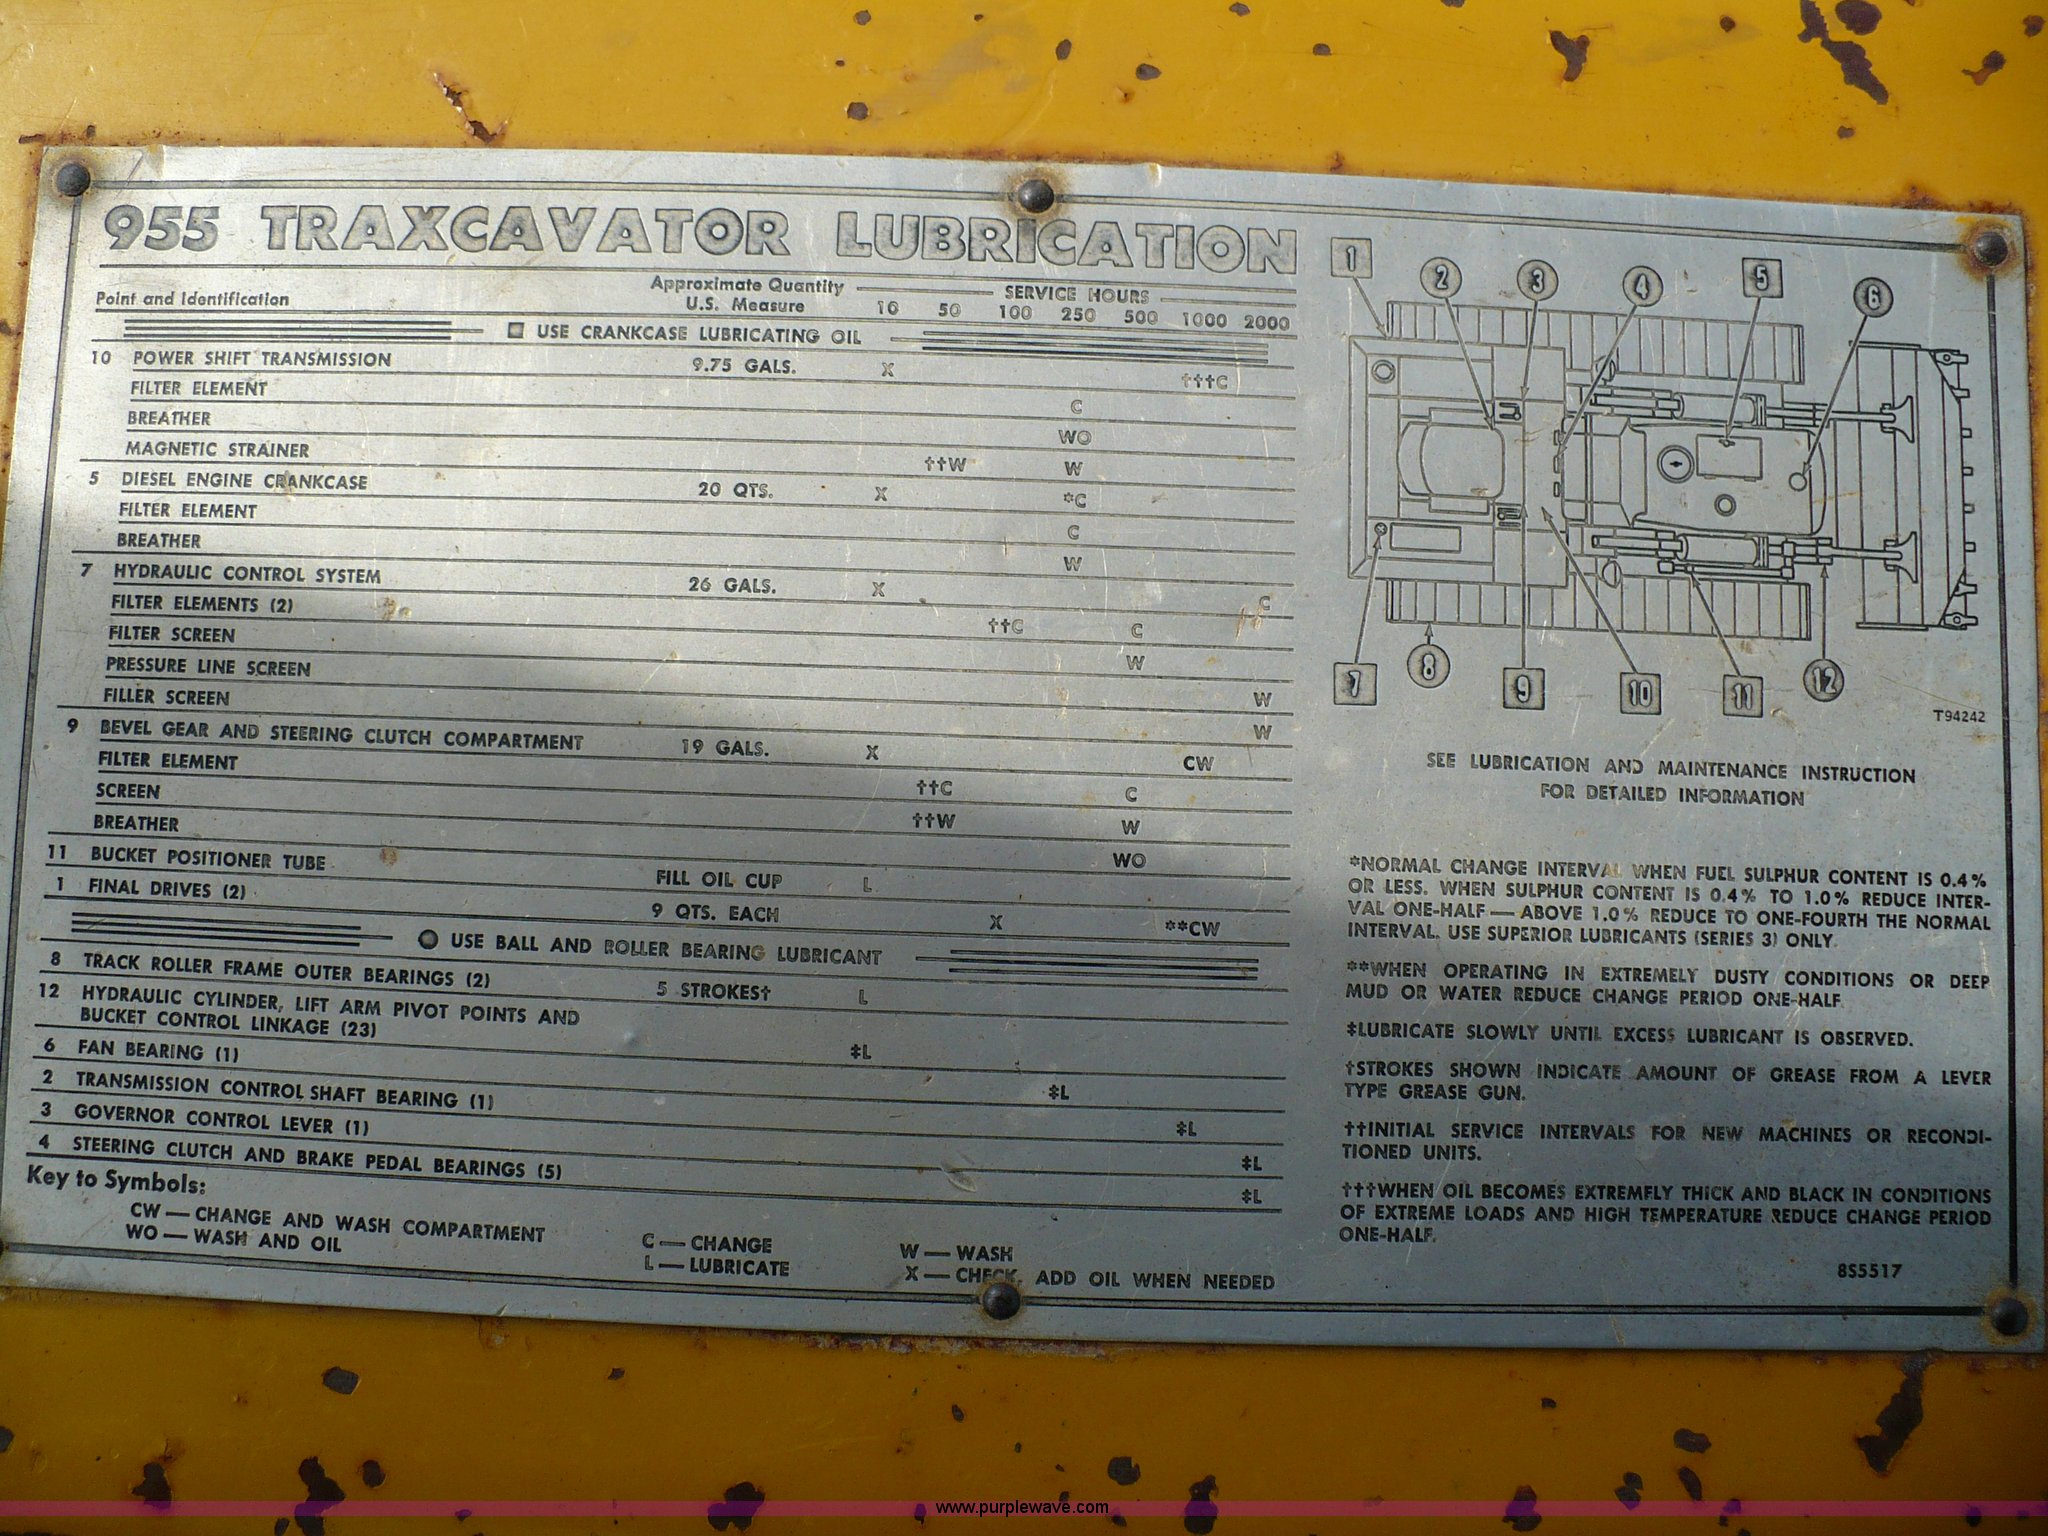 955 TRAXCAVATOR LUBRICATION
Point and Identification Approximate Quantity U.S. Measure SERVICE HOURS
10 50 100 250 500 1000 2000
USE CRANKCASE LUBRICATING OIL
10 POWER SHIFT TRANSMISSION 9.75 GALS. X †††C
FILTER ELEMENT C
BREATHER WO
MAGNETIC STRAINER ††W W
5 DIESEL ENGINE CRANKCASE 20 QTS. X *C
FILTER ELEMENT C
BREATHER W
7 HYDRAULIC CONTROL SYSTEM 26 GALS. X C
FILTER ELEMENTS (2) ††C C
FILTER SCREEN W
PRESSURE LINE SCREEN W
FILLER SCREEN W
9 BEVEL GEAR AND STEERING CLUTCH COMPARTMENT 19 GALS. X CW
FILTER ELEMENT ††C C
SCREEN ††W W
BREATHER WO
11 BUCKET POSITIONER TUBE FILL OIL CUP L
1 FINAL DRIVES (2) 9 QTS. EACH X **CW
USE BALL AND ROLLER BEARING LUBRICANT
8 TRACK ROLLER FRAME OUTER BEARINGS (2) 5 STROKES† L
12 HYDRAULIC CYLINDER, LIFT ARM PIVOT POINTS AND
BUCKET CONTROL LINKAGE (23) ‡L
6 FAN BEARING (1) ‡L
2 TRANSMISSION CONTROL SHAFT BEARING (1) ‡L
3 GOVERNOR CONTROL LEVER (1) ‡L
4 STEERING CLUTCH AND BRAKE PEDAL BEARINGS (5) ‡L
Key to Symbols:
CW — CHANGE AND WASH COMPARTMENT C — CHANGE W — WASH
WO — WASH AND OIL L — LUBRICATE X — CHECK, ADD OIL WHEN NEEDED
1 2 3 4 5 6
7 8 9 10 11 12
T94242
SEE LUBRICATION AND MAINTENANCE INSTRUCTION
FOR DETAILED INFORMATION
*NORMAL CHANGE INTERVAL WHEN FUEL SULPHUR CONTENT IS 0.4%
OR LESS. WHEN SULPHUR CONTENT IS 0.4% TO 1.0% REDUCE INTER-
VAL ONE-HALF — ABOVE 1.0% REDUCE TO ONE-FOURTH THE NORMAL
INTERVAL. USE SUPERIOR LUBRICANTS (SERIES 3) ONLY.
**WHEN OPERATING IN EXTREMELY DUSTY CONDITIONS OR DEEP
MUD OR WATER REDUCE CHANGE PERIOD ONE-HALF.
‡LUBRICATE SLOWLY UNTIL EXCESS LUBRICANT IS OBSERVED.
†STROKES SHOWN INDICATE AMOUNT OF GREASE FROM A LEVER
TYPE GREASE GUN.
††INITIAL SERVICE INTERVALS FOR NEW MACHINES OR RECONDI-
TIONED UNITS.
†††WHEN OIL BECOMES EXTREMELY THICK AND BLACK IN CONDITIONS
OF EXTREME LOADS AND HIGH TEMPERATURE REDUCE CHANGE PERIOD
ONE-HALF.
8S5517
www.purplewave.com